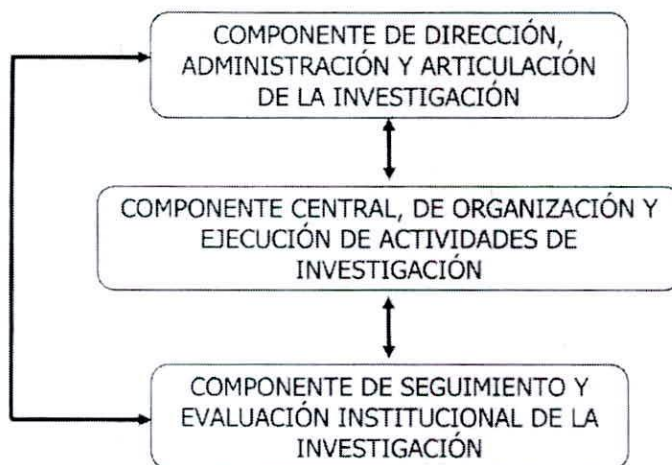 COMPONENTE DE DIRECCIÓN,
ADMINISTRACIÓN Y ARTICULACIÓN
DE LA INVESTIGACIÓN
COMPONENTE CENTRAL, DE ORGANIZACIÓN Y
EJECUCIÓN DE ACTIVIDADES DE
INVESTIGACIÓN
COMPONENTE DE SEGUIMIENTO Y
EVALUACIÓN INSTITUCIONAL DE LA
INVESTIGACIÓN